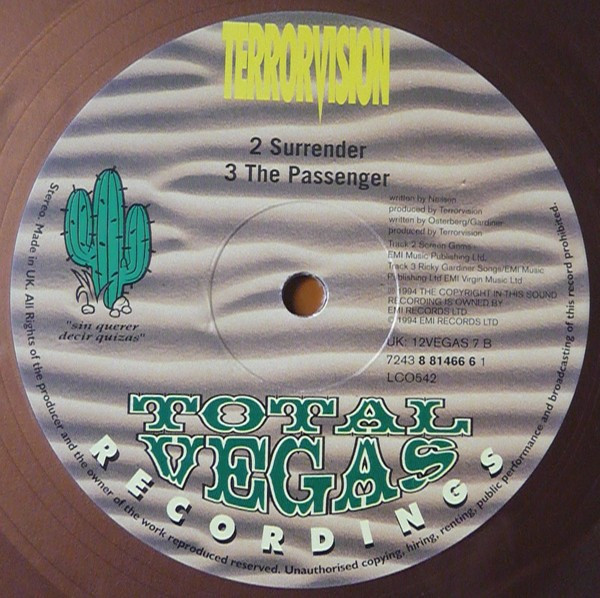 TERRORVISION
2 Surrender
3 The Passenger
written by Nielsen
produced by Terrorvision
written by Osterberg/Gardiner
produced by Terrorvision
Track 2 Screen Gems -
EMI Music Publishing Ltd.
Track 3 Ricky Gardiner Songs/EMI Music
Publishing Ltd EMI Virgin Music Ltd
℗ 1994 THE COPYRIGHT IN THIS SOUND
RECORDING IS OWNED BY
EMI RECORDS LTD
© 1994 EMI RECORDS LTD
UK: 12VEGAS 7 B
7243 8 81466 6 1
LCO542
"sin querer
decir quizas"
TOTAL
VEGAS
RECORDINGS
Stereo. Made in UK. All Rights of the producer and the owner of the work reproduced reserved. Unauthorised copying, hiring, renting, public performance and broadcasting of this record prohibited.